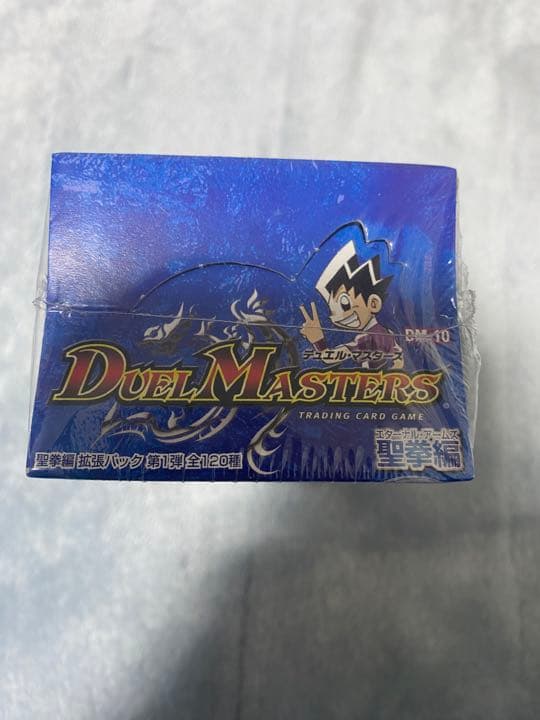 DM-10
デュエル・マスターズ
DUEL MASTERS
TRADING CARD GAME
エターナル・アームズ
聖拳編
聖拳編 拡張パック 第1弾 全120種